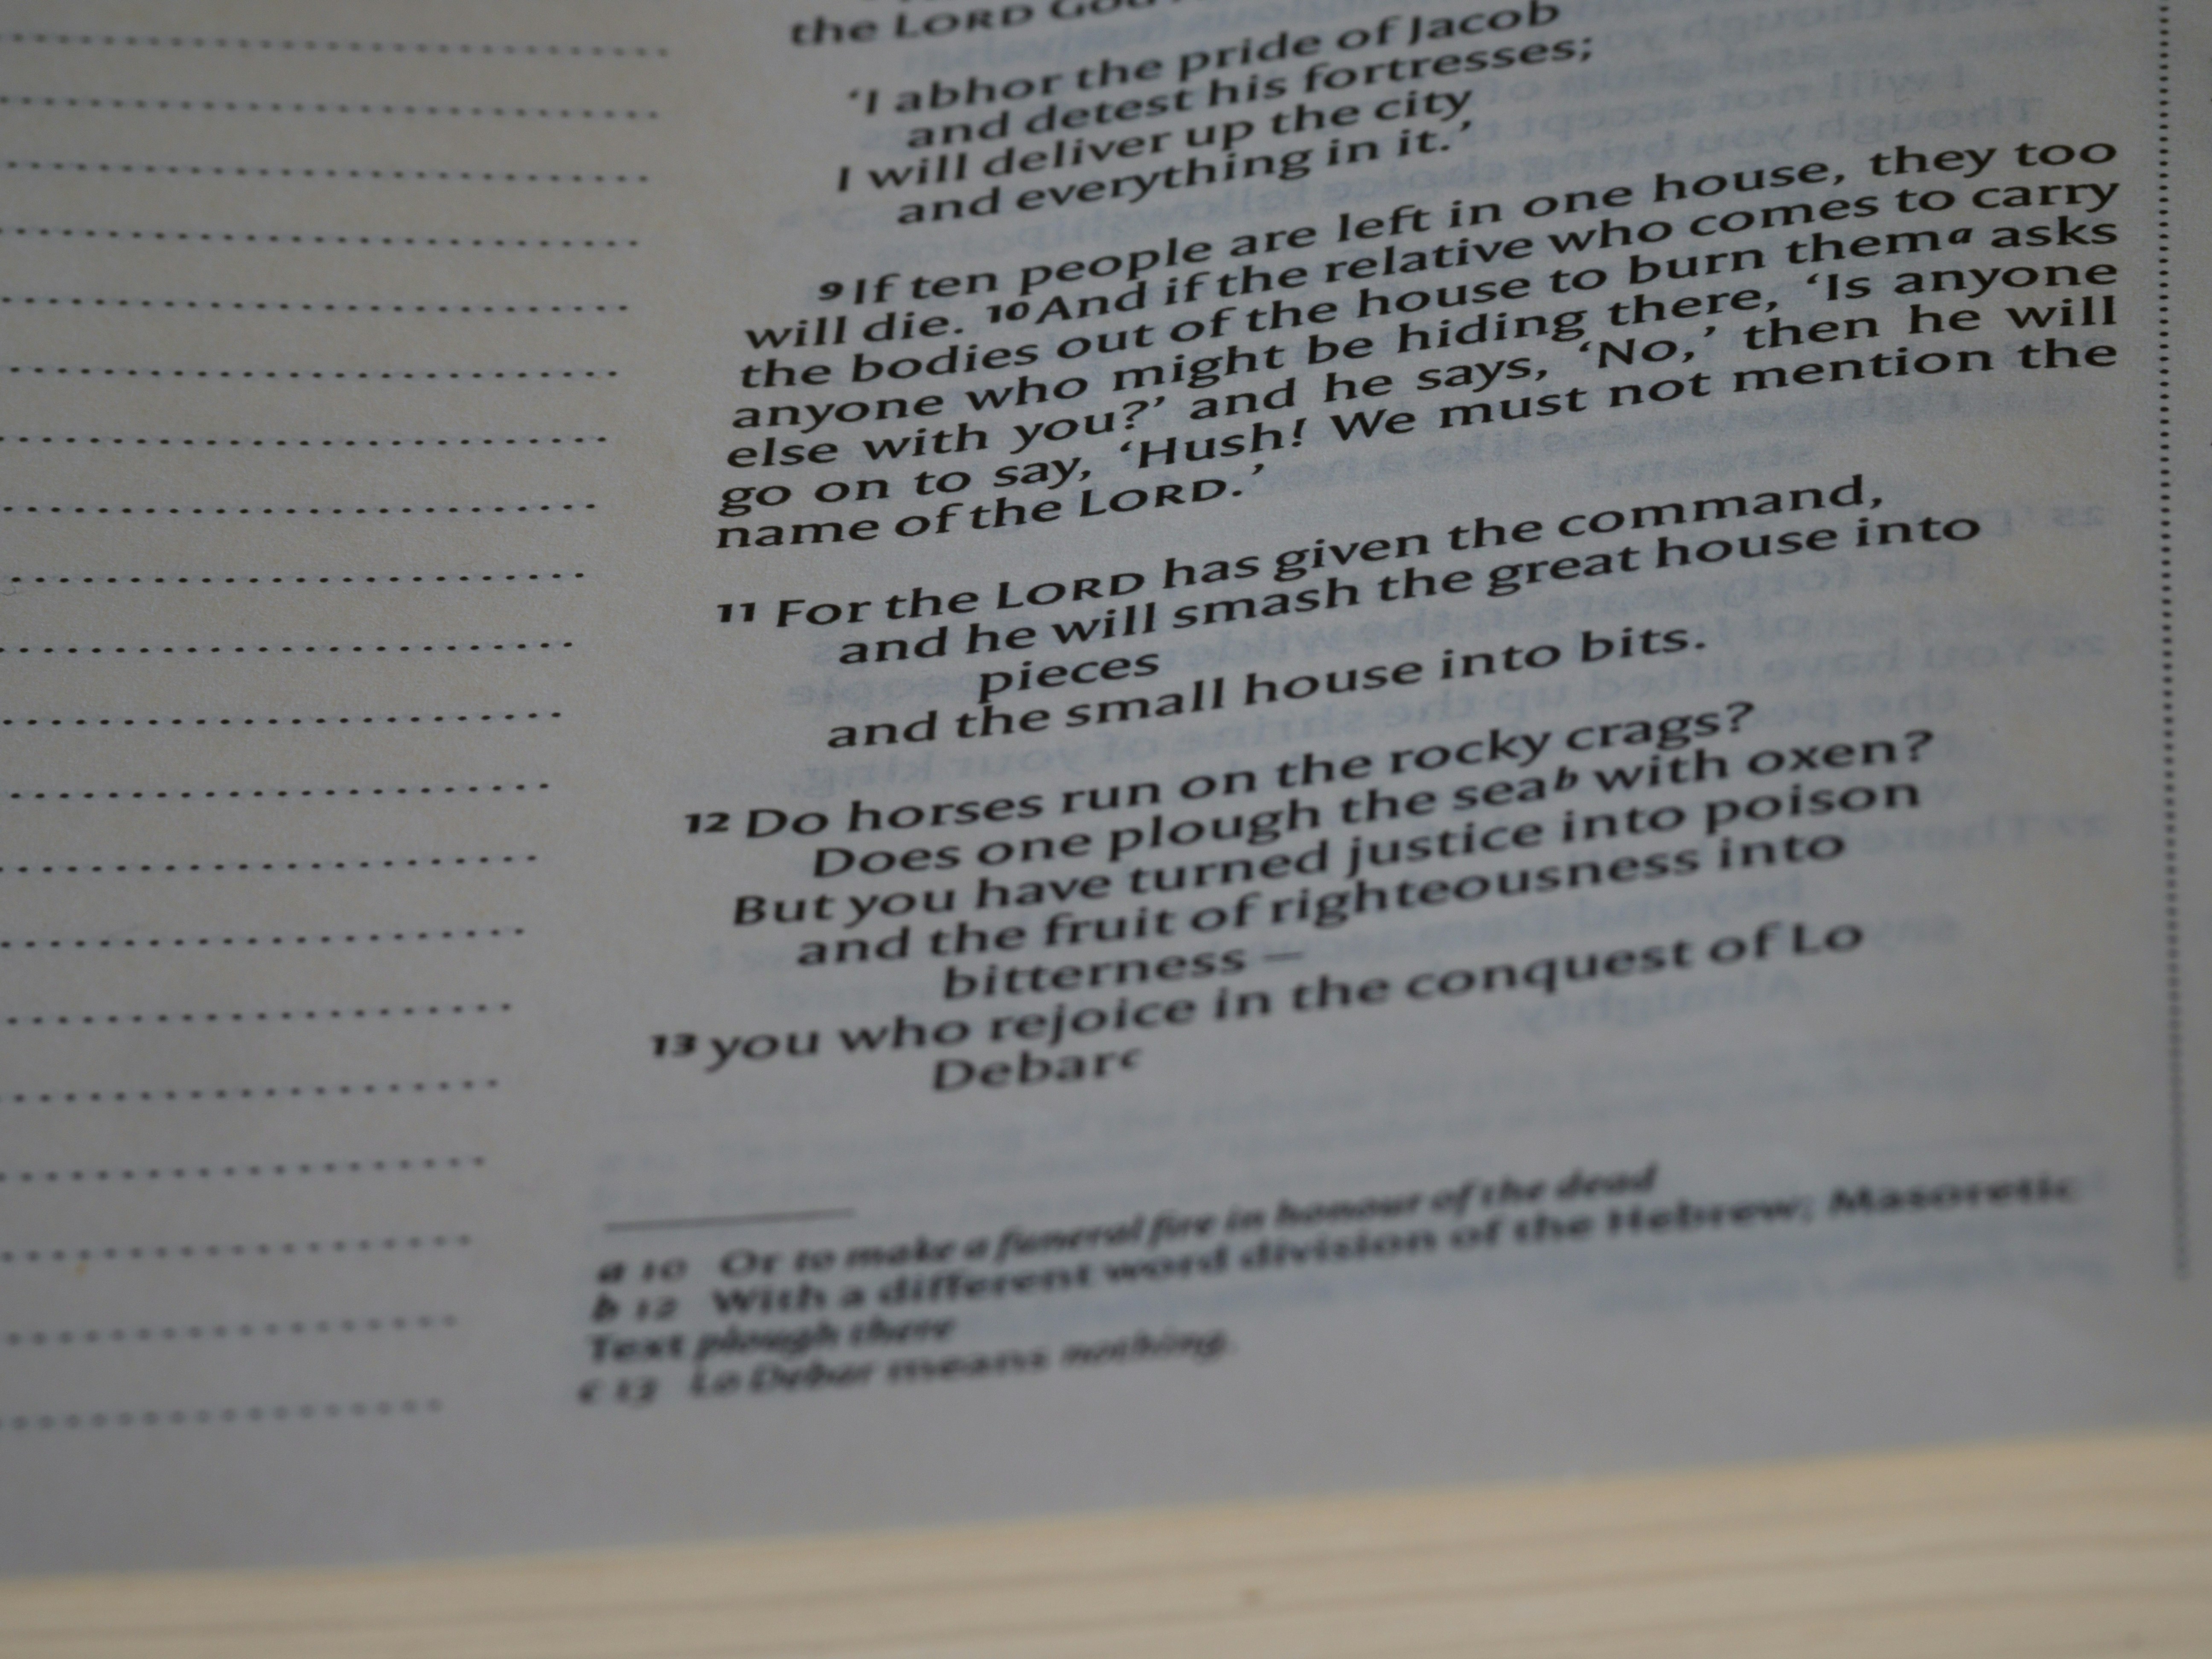 the LORD GOD
‘I abhor the pride of Jacob
and detest his fortresses;
I will deliver up the city
and everything in it.’
9 If ten people are left in one house, they too
will die. 10 And if the relative who comes to carry
the bodies out of the house to burn them a asks
anyone who might be hiding there, ‘Is anyone
else with you?’ and he says, ‘No,’ then he will
go on to say, ‘Hush! We must not mention the
name of the LORD.’
11 For the LORD has given the command,
and he will smash the great house into
pieces
and the small house into bits.
12 Do horses run on the rocky crags?
Does one plough the sea b with oxen?
But you have turned justice into poison
and the fruit of righteousness into
bitterness –
13 you who rejoice in the conquest of Lo
Debar c
a 10 Or to make a funeral fire in honour of the dead
b 12 With a different word division of the Hebrew; Masoretic
Text plough there
c 13 Lo Debar means nothing.